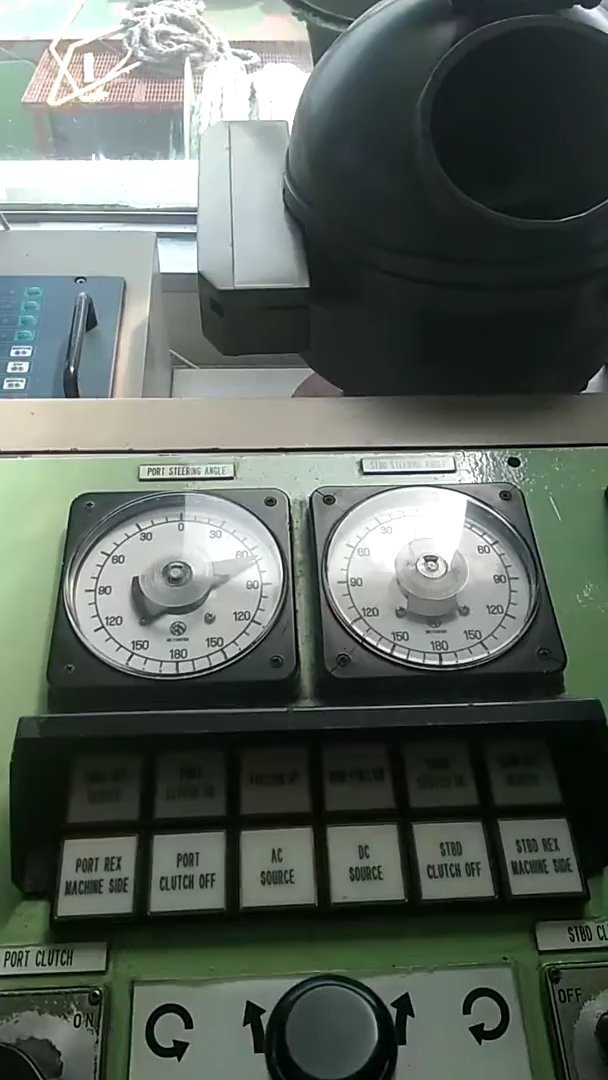 PORT STEERING ANGLE
STBD STEERING ANGLE
0
30 30
60 60
90 90
120 120
150 150
180
30
60 60
90 90
120 120
150 150
180
PORT REX
MACHINE SIDE
PORT
CLUTCH OFF
AC
SOURCE
DC
SOURCE
STBD
CLUTCH OFF
STBD REX
MACHINE SIDE
PORT CLUTCH
STBD CL
ON
OFF